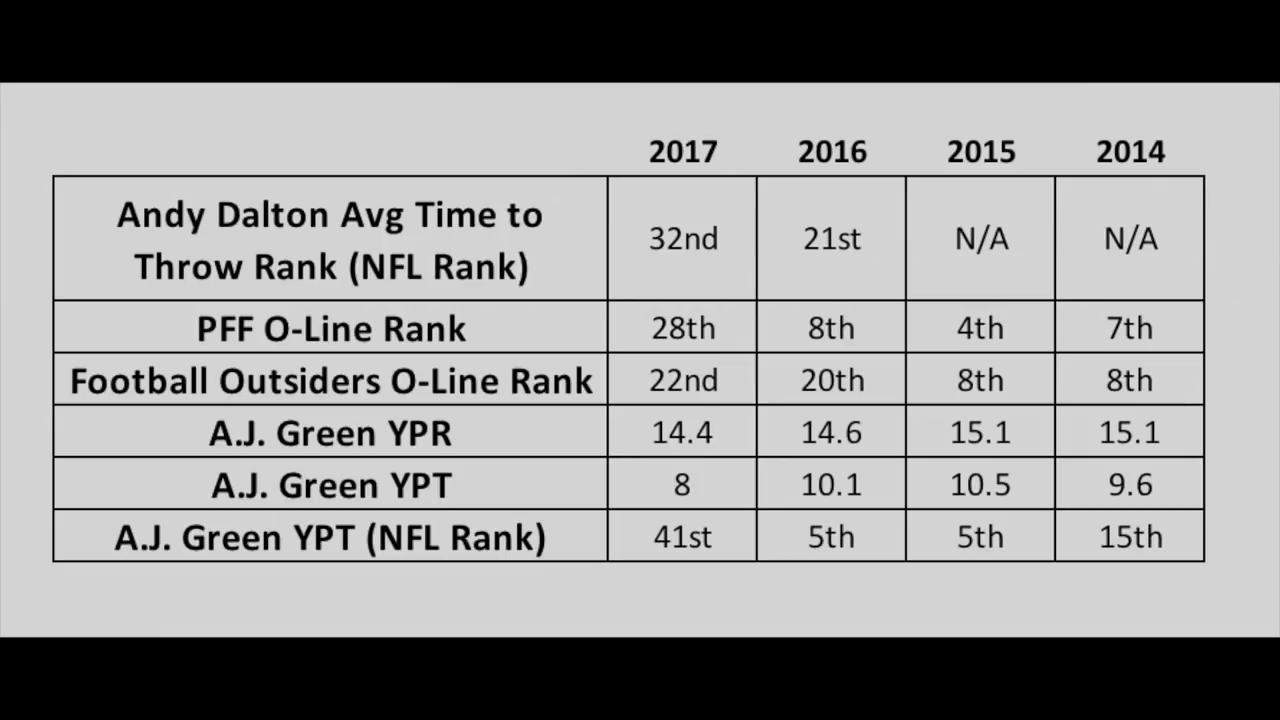 2017 2016 2015 2014
Andy Dalton Avg Time to
Throw Rank (NFL Rank) 32nd 21st N/A N/A
PFF O-Line Rank 28th 8th 4th 7th
Football Outsiders O-Line Rank 22nd 20th 8th 8th
A.J. Green YPR 14.4 14.6 15.1 15.1
A.J. Green YPT 8 10.1 10.5 9.6
A.J. Green YPT (NFL Rank) 41st 5th 5th 15th